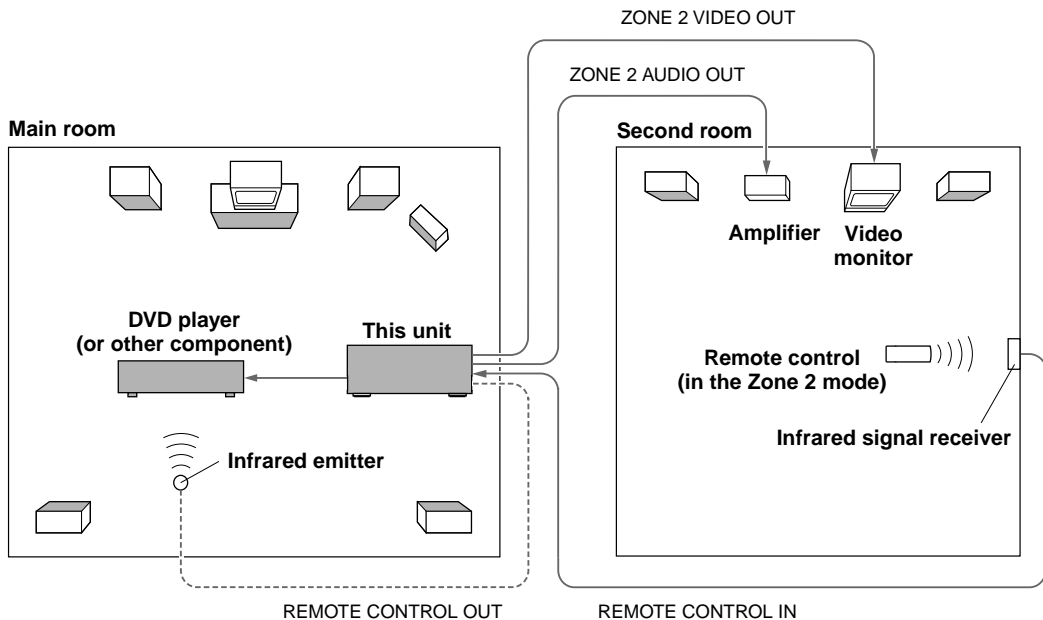 ZONE 2 VIDEO OUT
ZONE 2 AUDIO OUT
Main room
Second room
Amplifier
Video
monitor
DVD player
(or other component)
This unit
Remote control
(in the Zone 2 mode)
Infrared signal receiver
Infrared emitter
REMOTE CONTROL OUT
REMOTE CONTROL IN